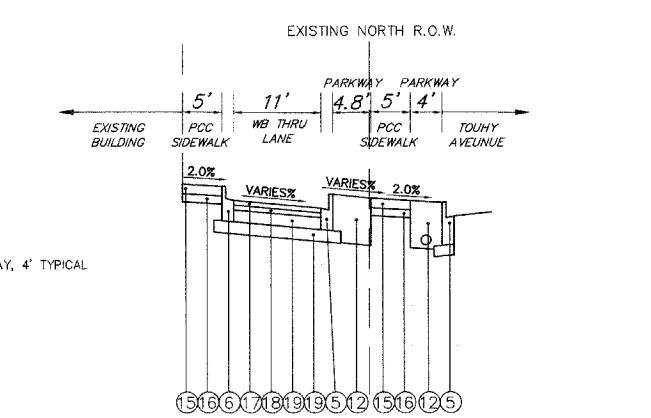 EXISTING NORTH R.O.W.
PARKWAY PARKWAY
5' 11' 4.8' 5' 4'
EXISTING BUILDING
PCC SIDEWALK
WB THRU LANE
PCC SIDEWALK
TOUHY AVEUNUE
2.0% VARIES% VARIES% 2.0%
AY, 4' TYPICAL
15 16 6 17 18 19 19 5 12 15 16 12 5